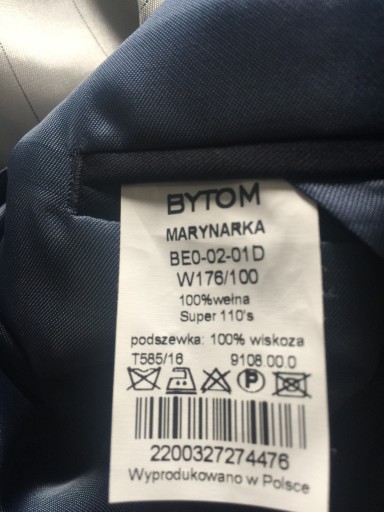 BYTOM
MARYNARKA
BE0-02-01D
W176/100
100%wełna
Super 110's
podszewka: 100% wiskoza
T585/16 9108.00.0
P
2200327274476
Wyprodukowano w Polsce